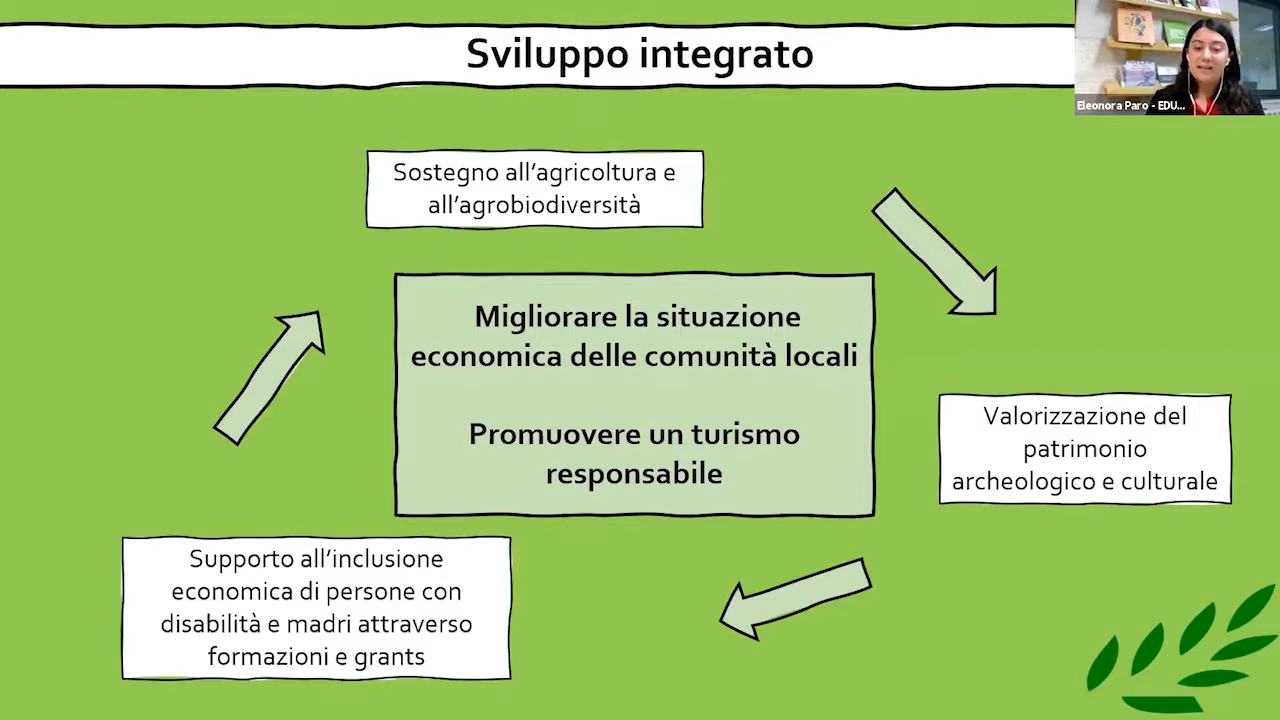 Sviluppo integrato
Eleonora Paro - EDU...
Sostegno all’agricoltura e
all’agrobiodiversità
Migliorare la situazione
economica delle comunità locali
Promuovere un turismo
responsabile
Valorizzazione del
patrimonio
archeologico e culturale
Supporto all’inclusione
economica di persone con
disabilità e madri attraverso
formazioni e grants